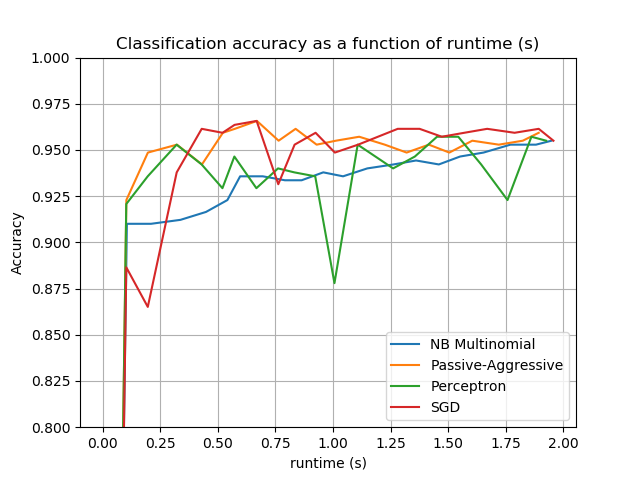 Classification accuracy as a function of runtime (s)
1.000
0.975
0.950
0.925
0.900
0.875
0.850
0.825
0.800
Accuracy
NB Multinomial
Passive-Aggressive
Perceptron
SGD
0.00 0.25 0.50 0.75 1.00 1.25 1.50 1.75 2.00
runtime (s)